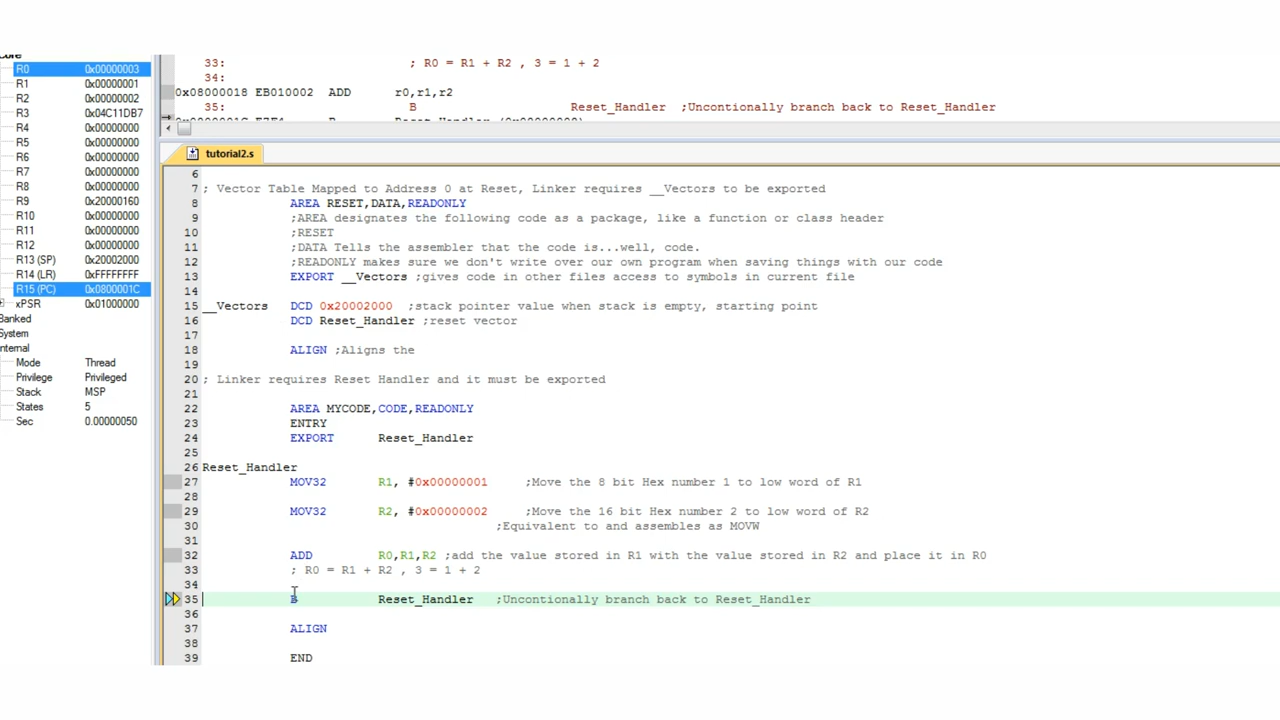 Core
R0 0x00000003
R1 0x00000001
R2 0x00000002
R3 0x04C11DB7
R4 0x00000000
R5 0x00000000
R6 0x00000000
R7 0x00000000
R8 0x00000000
R9 0x20000160
R10 0x00000000
R11 0x00000000
R12 0x00000000
R13 (SP) 0x20002000
R14 (LR) 0xFFFFFFFF
R15 (PC) 0x0800001C
xPSR 0x01000000
Banked
System
Internal
Mode Thread
Privilege Privileged
Stack MSP
States 5
Sec 0.00000050
33: ; R0 = R1 + R2 , 3 = 1 + 2
34:
0x08000018 EB010002 ADD r0,r1,r2
35: B Reset_Handler ;Uncontionally branch back to Reset_Handler
tutorial2.s
6
7 ; Vector Table Mapped to Address 0 at Reset, Linker requires __Vectors to be exported
8 AREA RESET,DATA,READONLY
9 ;AREA designates the following code as a package, like a function or class header
10 ;RESET
11 ;DATA Tells the assembler that the code is...well, code.
12 ;READONLY makes sure we don't write over our own program when saving things with our code
13 EXPORT __Vectors ;gives code in other files access to symbols in current file
14
15 __Vectors DCD 0x20002000 ;stack pointer value when stack is empty, starting point
16 DCD Reset_Handler ;reset vector
17
18 ALIGN ;Aligns the
19
20 ; Linker requires Reset Handler and it must be exported
21
22 AREA MYCODE,CODE,READONLY
23 ENTRY
24 EXPORT Reset_Handler
25
26 Reset_Handler
27 MOV32 R1, #0x00000001 ;Move the 8 bit Hex number 1 to low word of R1
28
29 MOV32 R2, #0x00000002 ;Move the 16 bit Hex number 2 to low word of R2
30 ;Equivalent to and assembles as MOVW
31
32 ADD R0,R1,R2 ;add the value stored in R1 with the value stored in R2 and place it in R0
33 ; R0 = R1 + R2 , 3 = 1 + 2
34
35 B Reset_Handler ;Uncontionally branch back to Reset_Handler
36
37 ALIGN
38
39 END